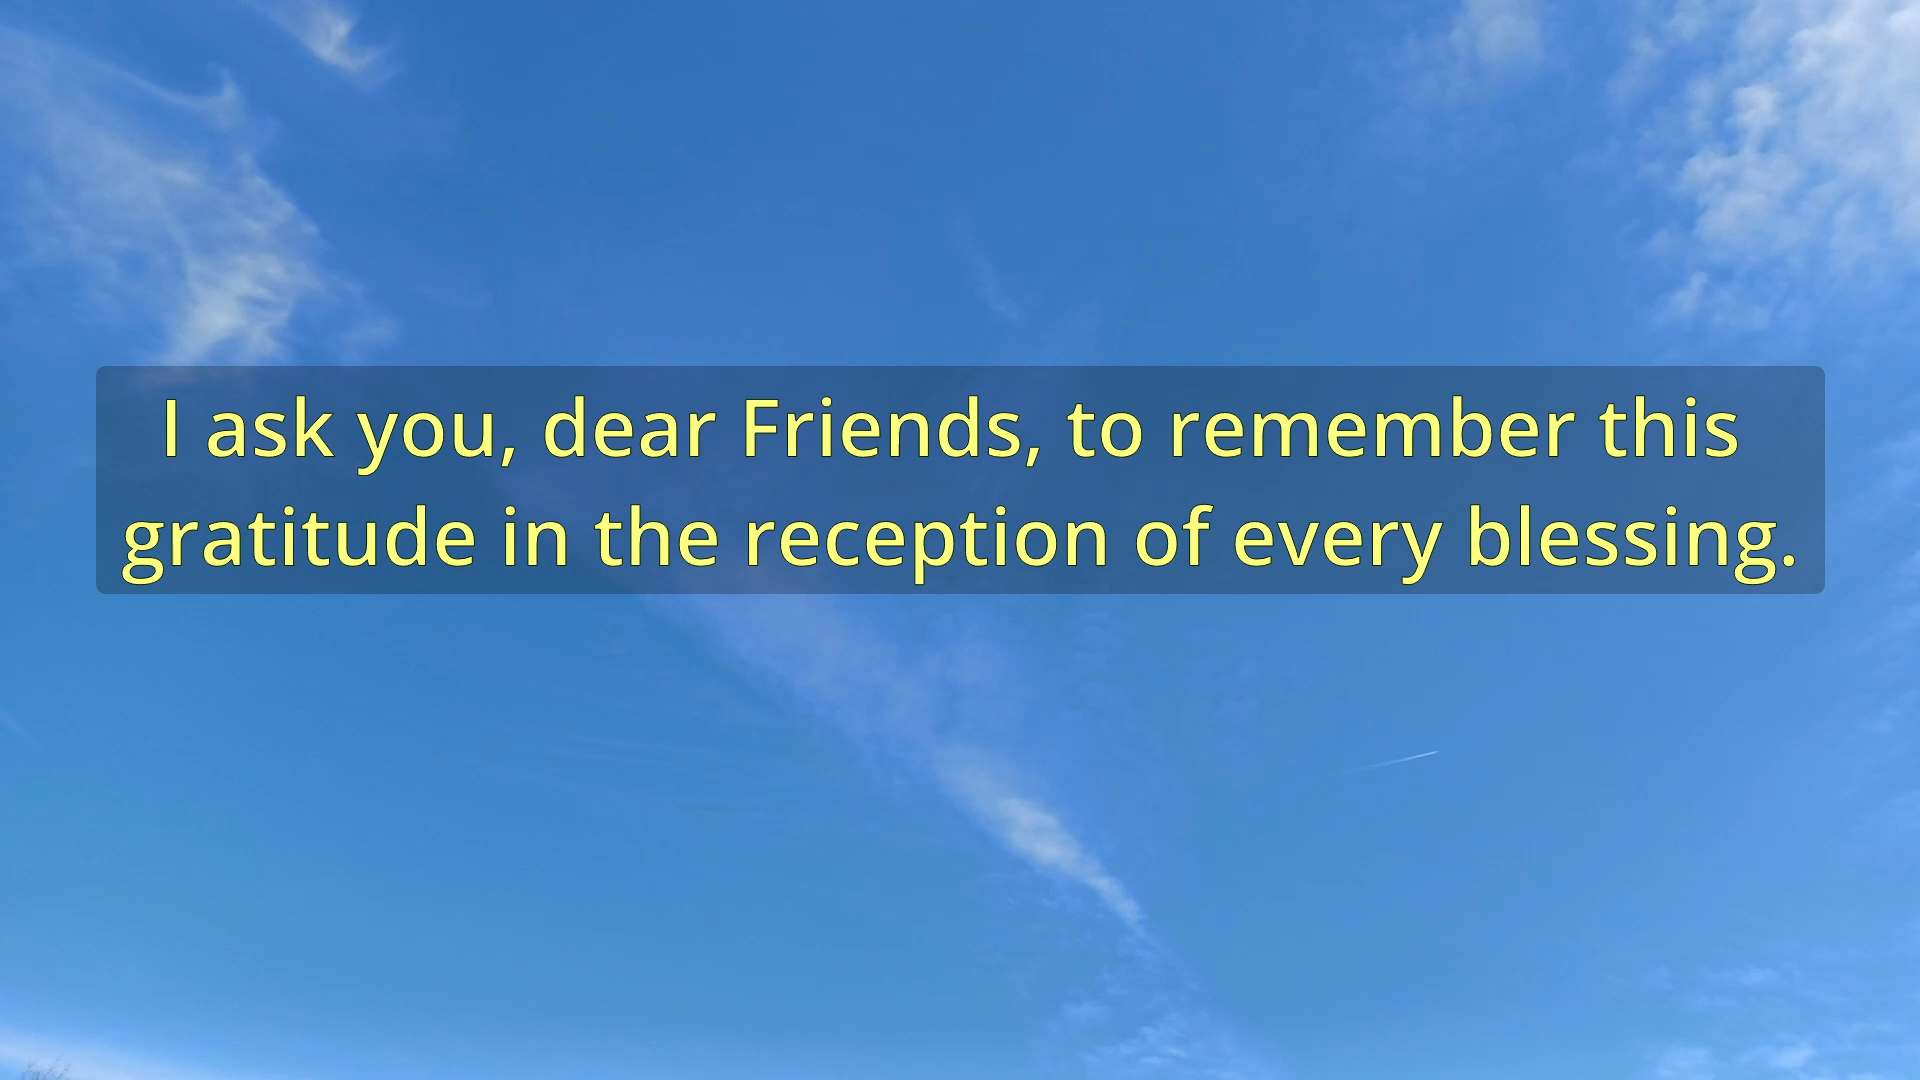 I ask you, dear Friends, to remember this
gratitude in the reception of every blessing.